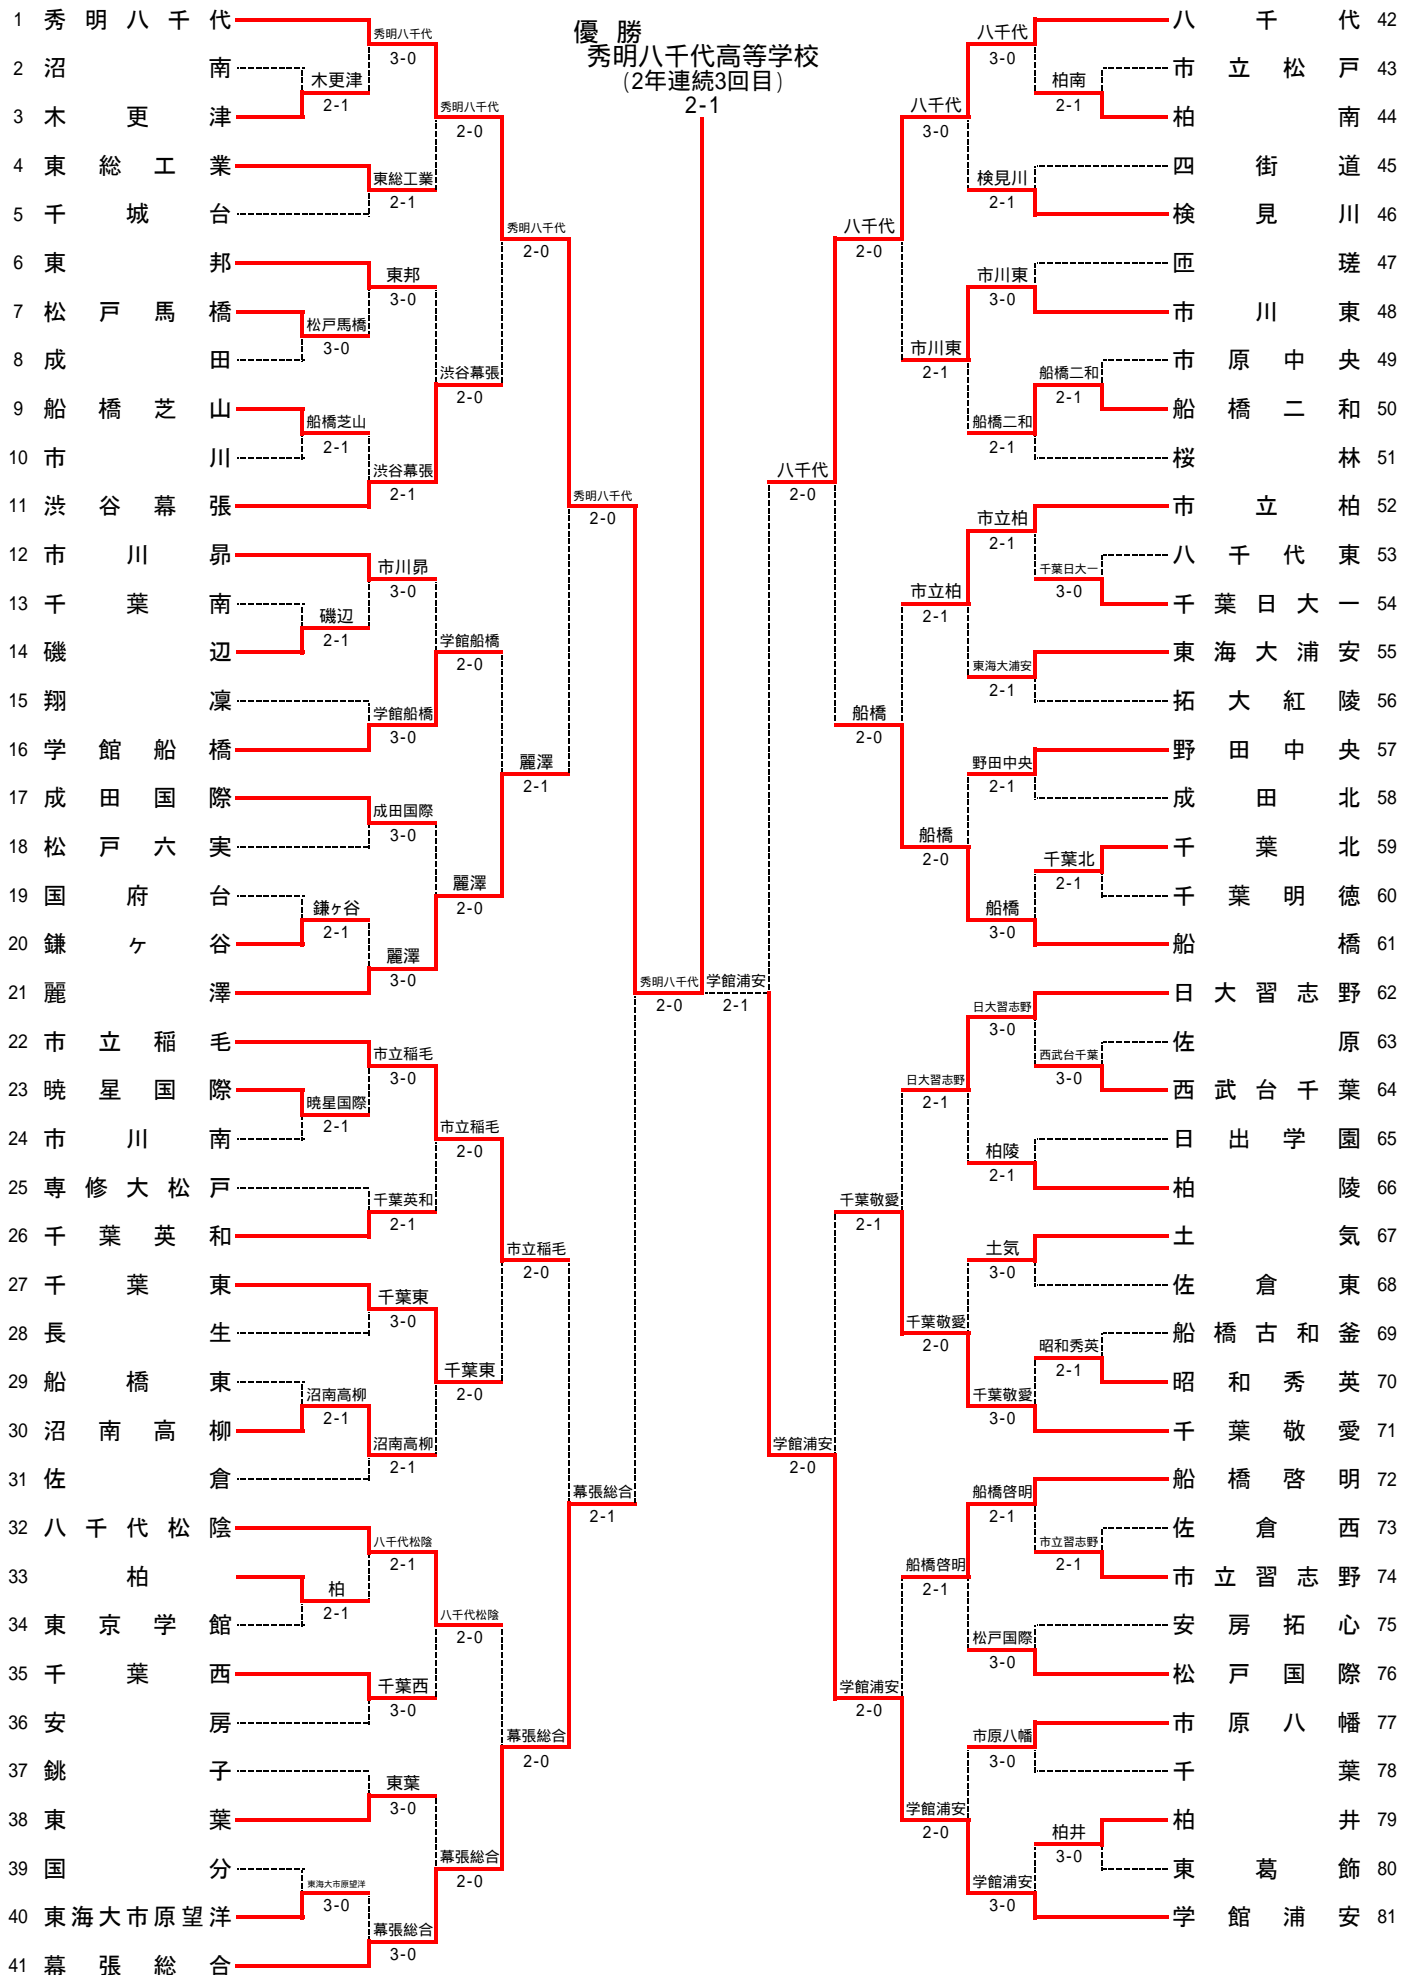 優勝
秀明八千代高等学校
(2年連続3回目)
2-1
1 秀明八千代
2 沼南
3 木更津
4 東総工業
5 千城台
6 東邦
7 松戸馬橋
8 成田
9 船橋芝山
10 市川
11 渋谷幕張
12 市川昴
13 千葉南
14 磯辺
15 翔凜
16 学館船橋
17 成田国際
18 松戸六実
19 国府台
20 鎌ヶ谷
21 麗澤
22 市立稲毛
23 暁星国際
24 市川南
25 専修大松戸
26 千葉英和
27 千葉東
28 長生
29 船橋東
30 沼南高柳
31 佐倉
32 八千代松陰
33 柏
34 東京学館
35 千葉西
36 安房
37 銚子
38 東葉
39 国分
40 東海大市原望洋
41 幕張総合
木更津
2-1
松戸馬橋
3-0
船橋芝山
2-1
磯辺
2-1
鎌ヶ谷
2-1
暁星国際
2-1
沼南高柳
2-1
柏
2-1
東海大市原望洋
3-0
秀明八千代
3-0
東総工業
2-1
東邦
3-0
渋谷幕張
2-1
市川昴
3-0
学館船橋
3-0
成田国際
3-0
麗澤
3-0
市立稲毛
3-0
千葉英和
2-1
千葉東
3-0
沼南高柳
2-1
八千代松陰
2-1
千葉西
3-0
東葉
3-0
幕張総合
3-0
秀明八千代
2-0
渋谷幕張
2-0
学館船橋
2-0
麗澤
2-0
市立稲毛
2-0
千葉東
2-0
八千代松陰
2-0
幕張総合
2-0
秀明八千代
2-0
麗澤
2-1
市立稲毛
2-0
幕張総合
2-0
秀明八千代
2-0
幕張総合
2-1
秀明八千代
2-0
学館浦安
2-1
八千代
2-0
学館浦安
2-0
八千代
2-0
船橋
2-0
千葉敬愛
2-1
学館浦安
2-0
八千代
3-0
市川東
2-1
市立柏
2-1
船橋
2-0
日大習志野
2-1
千葉敬愛
2-0
船橋啓明
2-1
学館浦安
2-0
八千代
3-0
検見川
2-1
市川東
3-0
船橋二和
2-1
市立柏
2-1
東海大浦安
2-1
野田中央
2-1
船橋
3-0
日大習志野
3-0
柏陵
2-1
土気
3-0
千葉敬愛
3-0
船橋啓明
2-1
松戸国際
3-0
市原八幡
3-0
学館浦安
3-0
柏南
2-1
船橋二和
2-1
千葉日大一
3-0
千葉北
2-1
西武台千葉
3-0
昭和秀英
2-1
市立習志野
2-1
柏井
3-0
八千代 42
市立松戸 43
柏南 44
四街道 45
検見川 46
匝瑳 47
市川東 48
市原中央 49
船橋二和 50
桜林 51
市立柏 52
八千代東 53
千葉日大一 54
東海大浦安 55
拓大紅陵 56
野田中央 57
成田北 58
千葉北 59
千葉明徳 60
船橋 61
日大習志野 62
佐原 63
西武台千葉 64
日出学園 65
柏陵 66
土気 67
佐倉東 68
船橋古和釜 69
昭和秀英 70
千葉敬愛 71
船橋啓明 72
佐倉西 73
市立習志野 74
安房拓心 75
松戸国際 76
市原八幡 77
千葉 78
柏井 79
東葛飾 80
学館浦安 81